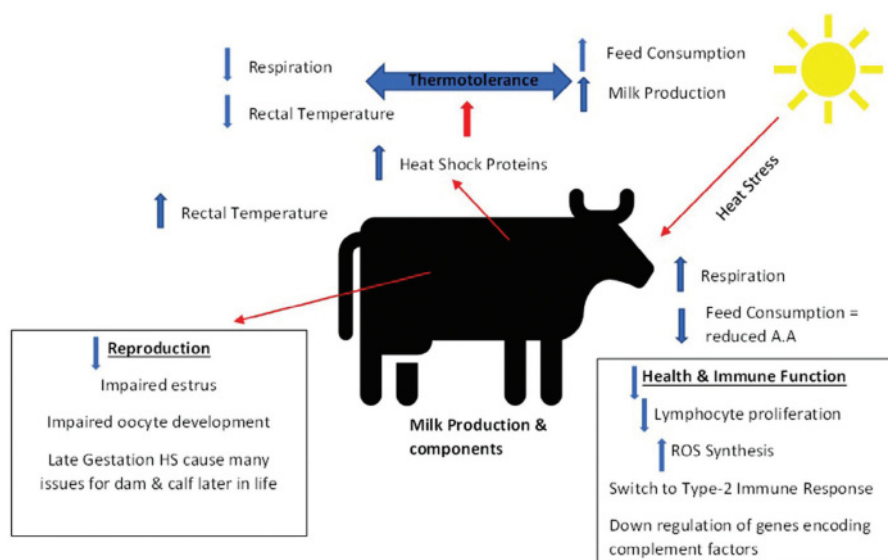 Respiration
Rectal Temperature
Thermotolerance
Feed Consumption
Milk Production
Heat Shock Proteins
Rectal Temperature
Heat Stress
Respiration
Feed Consumption =
reduced A.A
Reproduction
Impaired estrus
Impaired oocyte development
Late Gestation HS cause many
issues for dam & calf later in life
Milk Production &
components
Health & Immune Function
Lymphocyte proliferation
ROS Synthesis
Switch to Type-2 Immune Response
Down regulation of genes encoding
complement factors